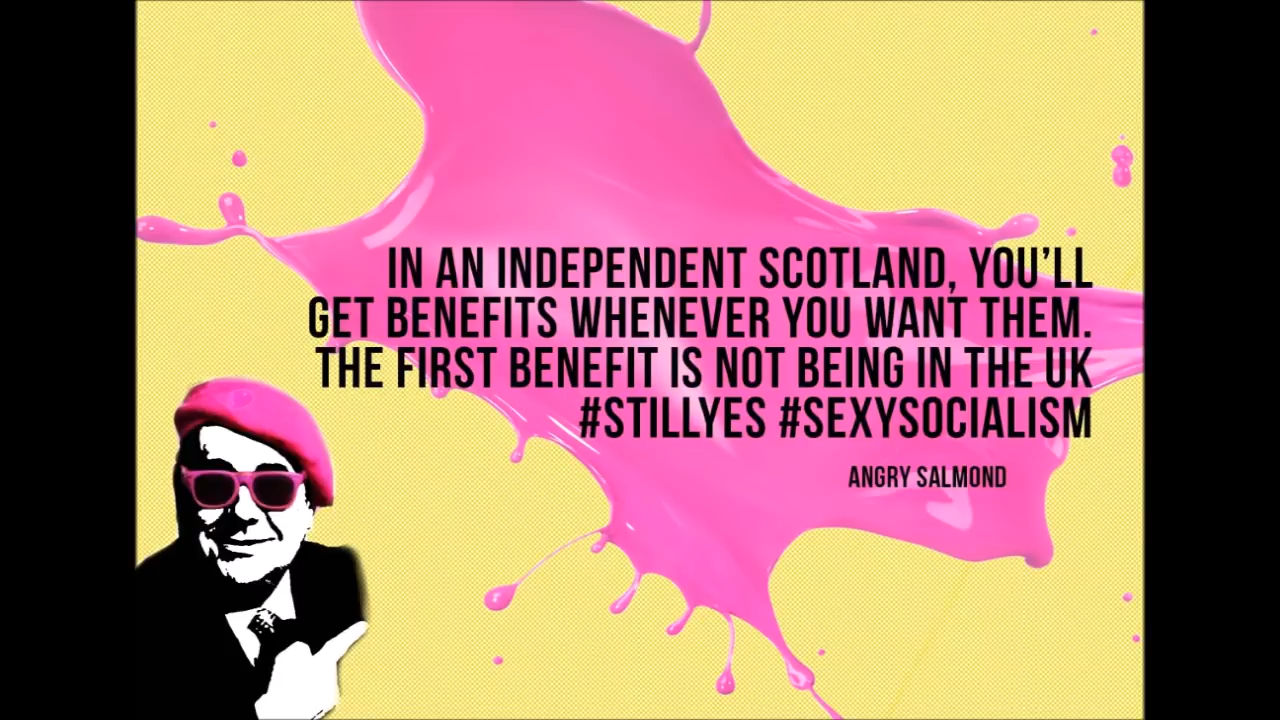 IN AN INDEPENDENT SCOTLAND, YOU'LL
GET BENEFITS WHENEVER YOU WANT THEM.
THE FIRST BENEFIT IS NOT BEING IN THE UK
#STILLYES #SEXYSOCIALISM
ANGRY SALMOND